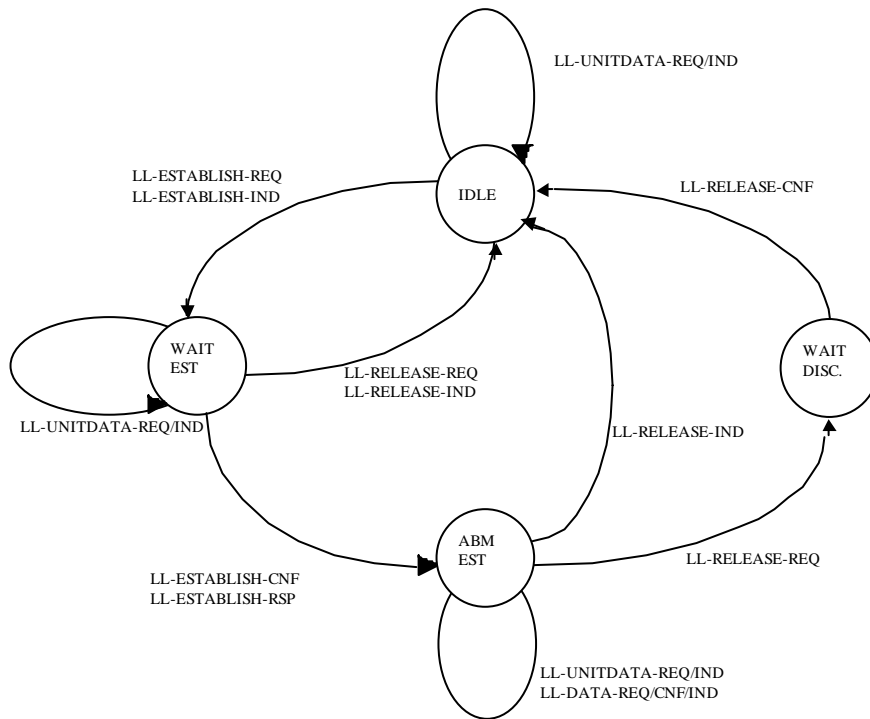 LL-UNITDATA-REQ/IND
LL-ESTABLISH-REQ
LL-ESTABLISH-IND
IDLE
LL-RELEASE-CNF
WAIT
EST
WAIT
DISC.
LL-RELEASE-REQ
LL-RELEASE-IND
LL-UNITDATA-REQ/IND
LL-RELEASE-IND
ABM
EST
LL-RELEASE-REQ
LL-ESTABLISH-CNF
LL-ESTABLISH-RSP
LL-UNITDATA-REQ/IND
LL-DATA-REQ/CNF/IND